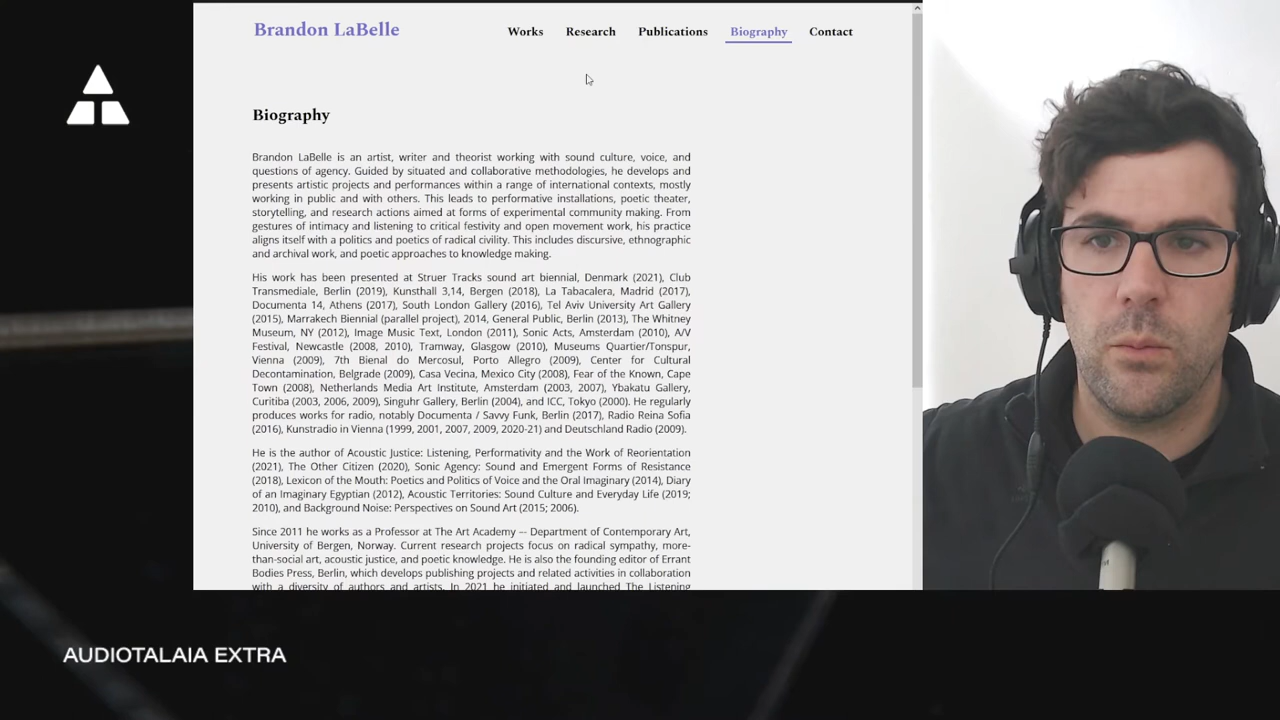 Brandon LaBelle
Works Research Publications Biography Contact
Biography
Brandon LaBelle is an artist, writer and theorist working with sound culture, voice, and
questions of agency. Guided by situated and collaborative methodologies, he develops and
presents artistic projects and performances within a range of international contexts, mostly
working in public and with others. This leads to performative installations, poetic theater,
storytelling, and research actions aimed at forms of experimental community making. From
gestures of intimacy and listening to critical festivity and open movement work, his practice
aligns itself with a politics and poetics of radical civility. This includes discursive, ethnographic
and archival work, and poetic approaches to knowledge making.
His work has been presented at Struer Tracks sound art biennial, Denmark (2021), Club
Transmediale, Berlin (2019), Kunsthall 3,14, Bergen (2018), La Tabacalera, Madrid (2017),
Documenta 14, Athens (2017), South London Gallery (2016), Tel Aviv University Art Gallery
(2015), Marrakech Biennial (parallel project), 2014, General Public, Berlin (2013), The Whitney
Museum, NY (2012), Image Music Text, London (2011), Sonic Acts, Amsterdam (2010), A/V
Festival, Newcastle (2008, 2010), Tramway, Glasgow (2010), Museums Quartier/Tonspur,
Vienna (2009), 7th Bienal do Mercosul, Porto Allegro (2009), Center for Cultural
Decontamination, Belgrade (2009), Casa Vecina, Mexico City (2008), Fear of the Known, Cape
Town (2008), Netherlands Media Art Institute, Amsterdam (2003, 2007), Ybakatu Gallery,
Curitiba (2003, 2006, 2009), Singuhr Gallery, Berlin (2004), and ICC, Tokyo (2000). He regularly
produces works for radio, notably Documenta / Savvy Funk, Berlin (2017), Radio Reina Sofia
(2016), Kunstradio in Vienna (1999, 2001, 2007, 2009, 2020-21) and Deutschland Radio (2009).
He is the author of Acoustic Justice: Listening, Performativity and the Work of Reorientation
(2021), The Other Citizen (2020), Sonic Agency: Sound and Emergent Forms of Resistance
(2018), Lexicon of the Mouth: Poetics and Politics of Voice and the Oral Imaginary (2014), Diary
of an Imaginary Egyptian (2012), Acoustic Territories: Sound Culture and Everyday Life (2019;
2010), and Background Noise: Perspectives on Sound Art (2015; 2006).
Since 2011 he works as a Professor at The Art Academy –- Department of Contemporary Art,
University of Bergen, Norway. Current research projects focus on radical sympathy, more-
than-social art, acoustic justice, and poetic knowledge. He is also the founding editor of Errant
Bodies Press, Berlin, which develops publishing projects and related activities in collaboration
with a diversity of authors and artists. In 2021 he initiated and launched The Listening
AUDIOTALAIA EXTRA